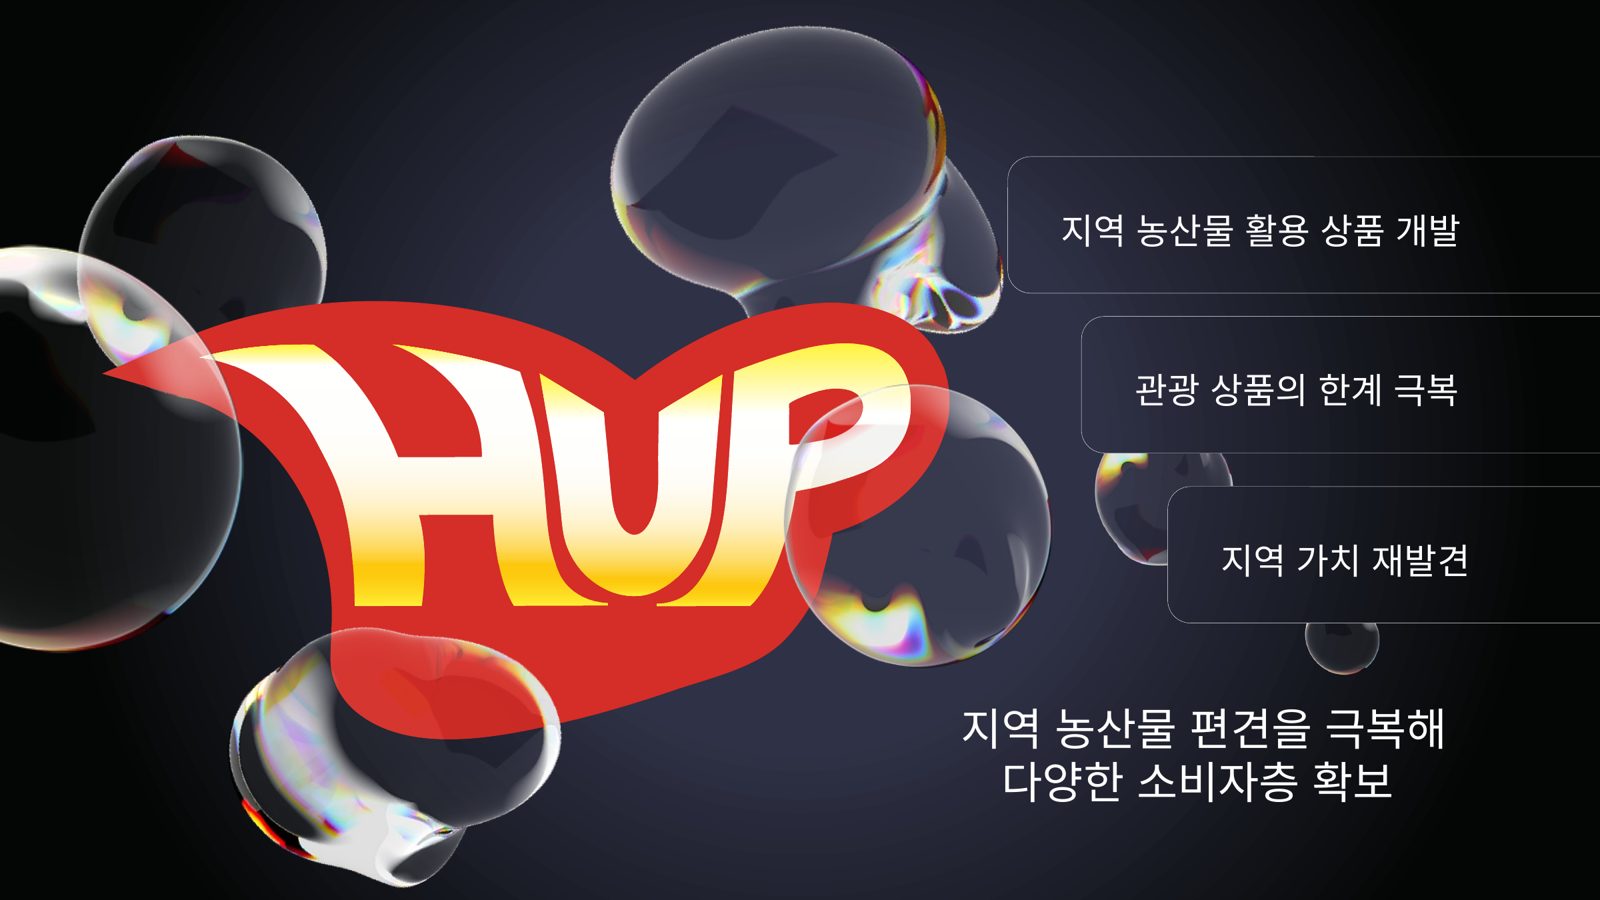 HUP
지역 농산물 활용 상품 개발
관광 상품의 한계 극복
지역 가치 재발견
지역 농산물 편견을 극복해
다양한 소비자층 확보